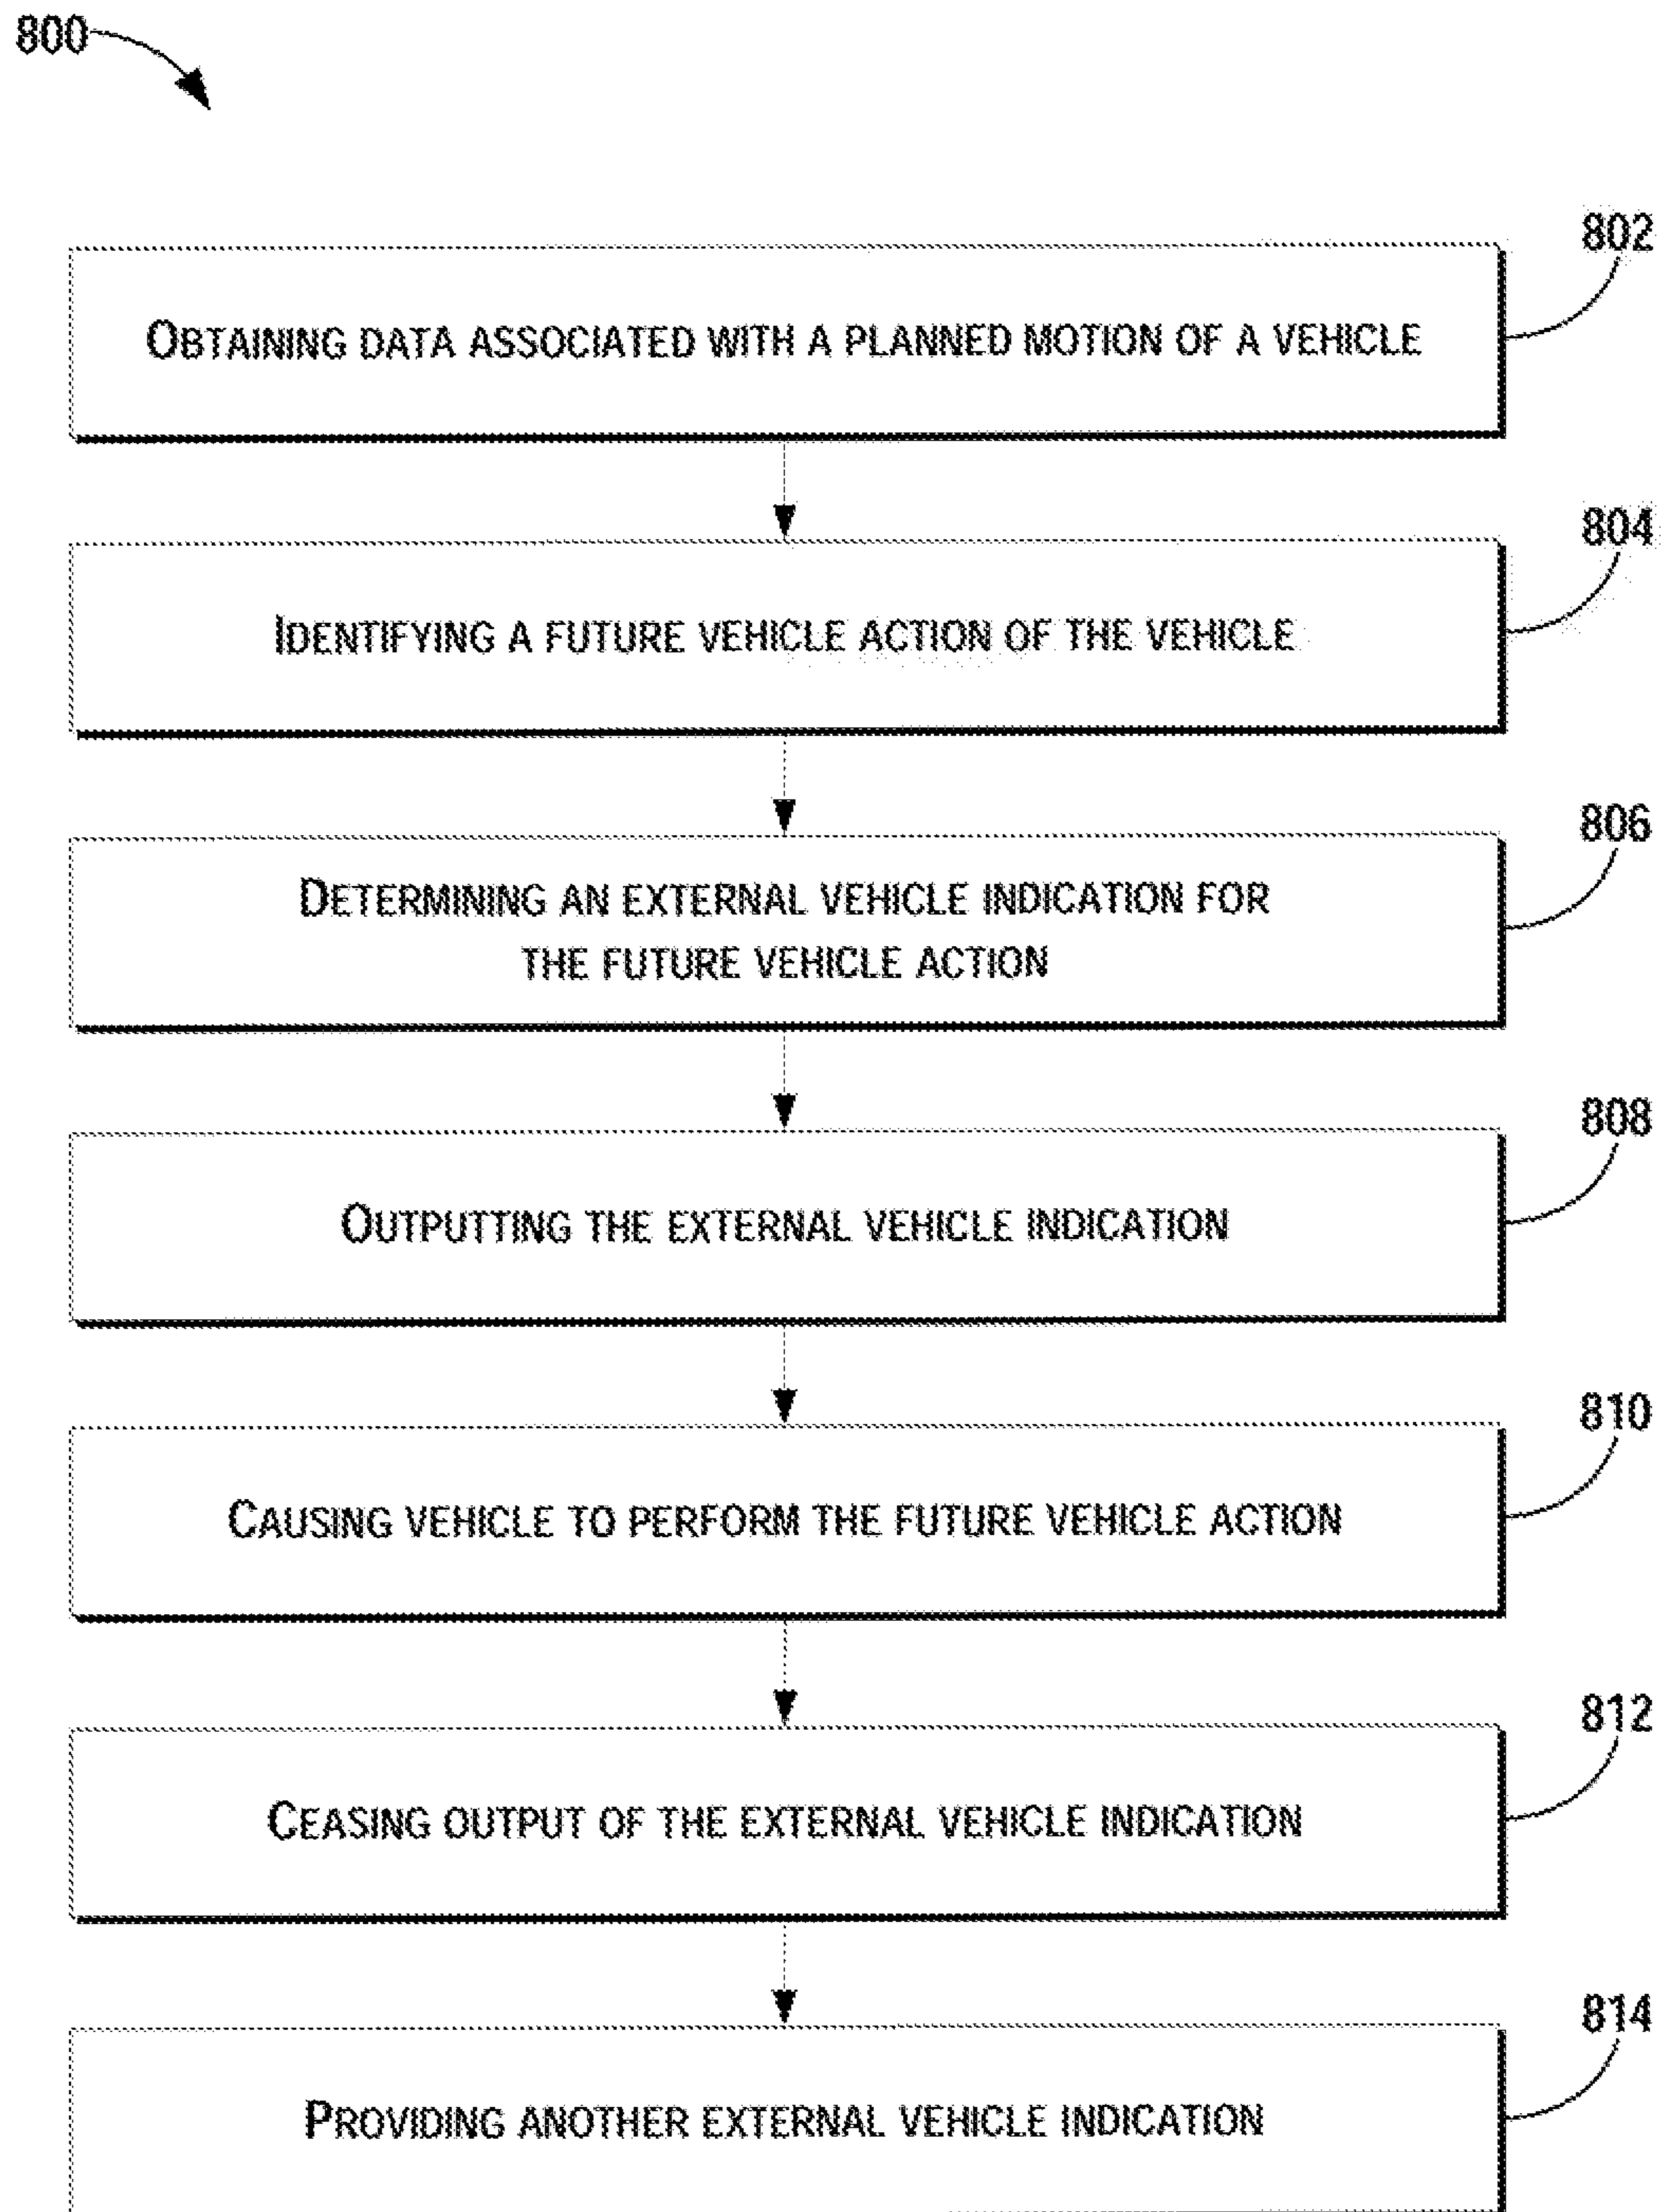 800
802
OBTAINING DATA ASSOCIATED WITH A PLANNED MOTION OF A VEHICLE
804
IDENTIFYING A FUTURE VEHICLE ACTION OF THE VEHICLE
806
DETERMINING AN EXTERNAL VEHICLE INDICATION FOR
THE FUTURE VEHICLE ACTION
808
OUTPUTTING THE EXTERNAL VEHICLE INDICATION
810
CAUSING VEHICLE TO PERFORM THE FUTURE VEHICLE ACTION
812
CEASING OUTPUT OF THE EXTERNAL VEHICLE INDICATION
814
PROVIDING ANOTHER EXTERNAL VEHICLE INDICATION